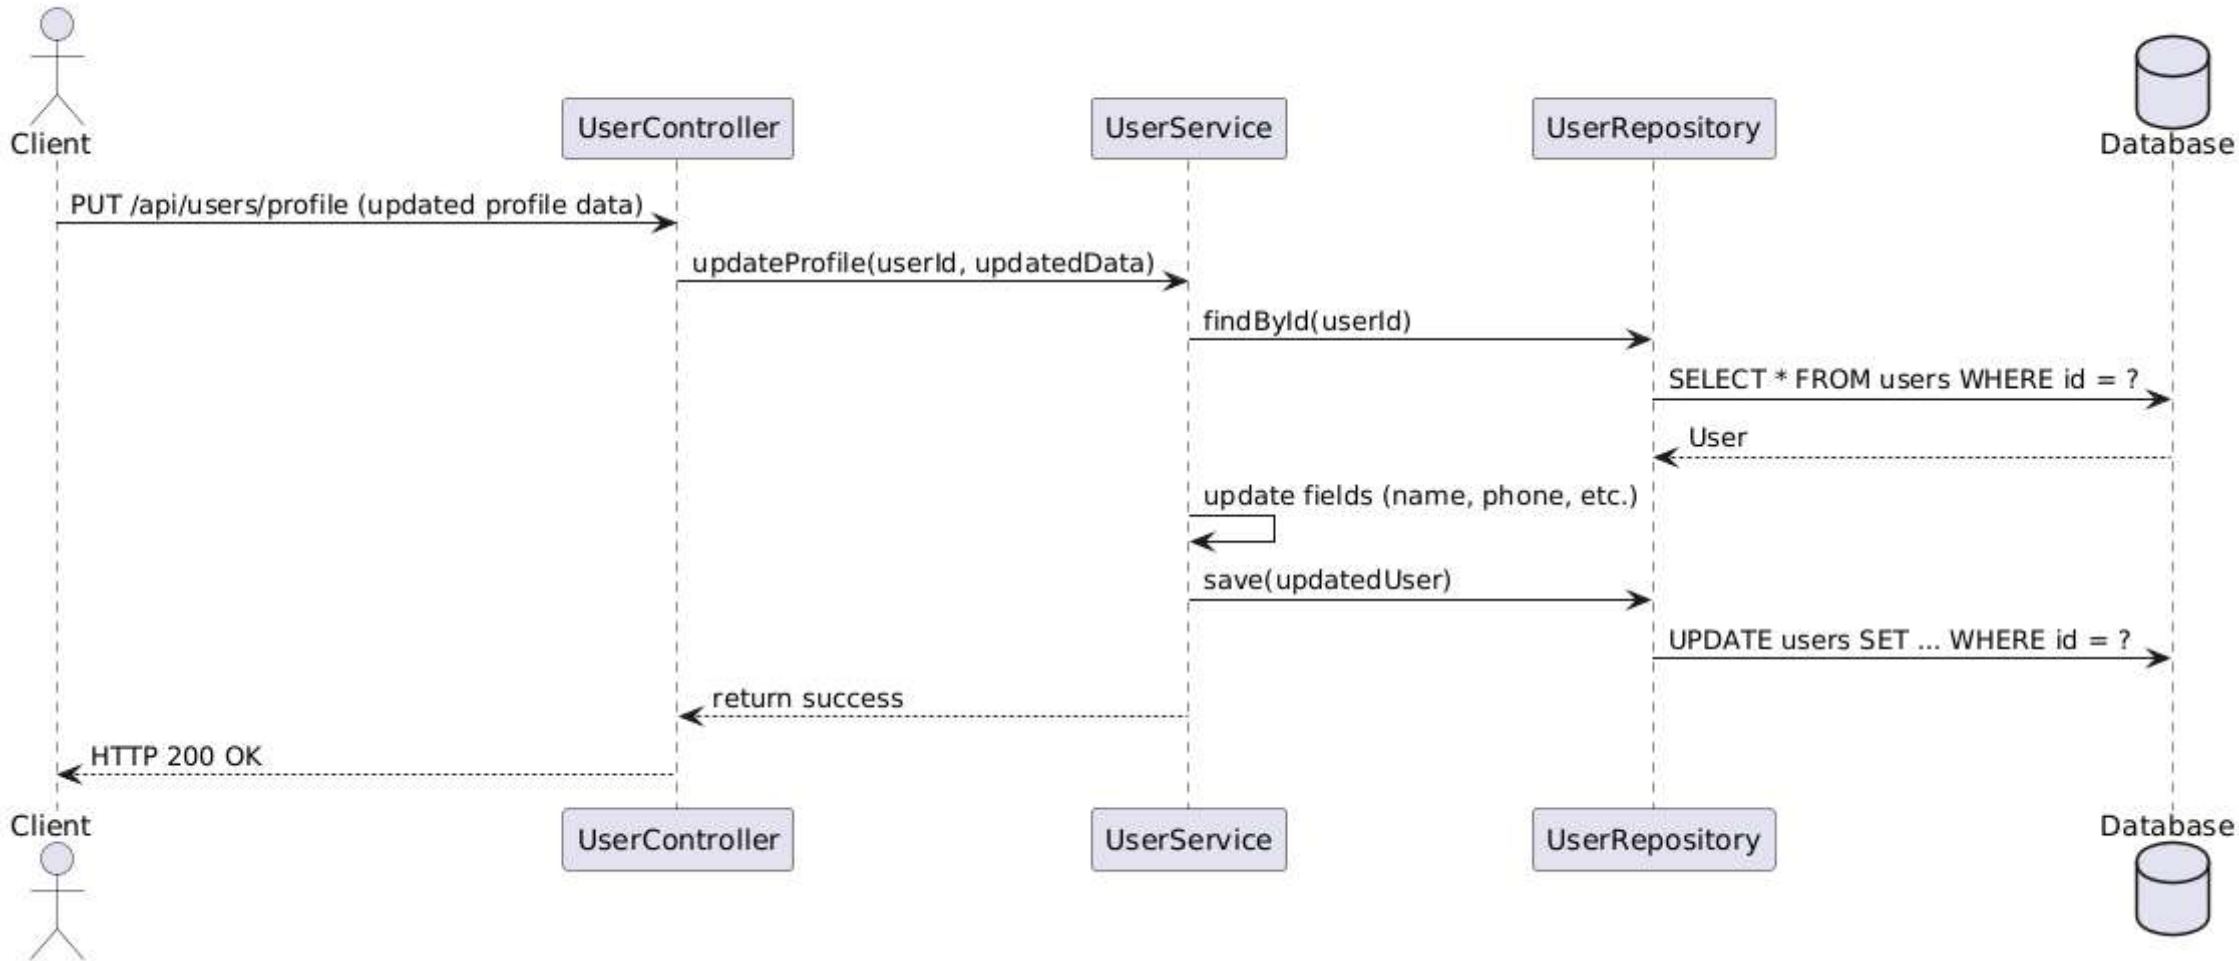 Client
UserController
UserService
UserRepository
Database
PUT /api/users/profile (updated profile data)
updateProfile(userId, updatedData)
findById(userId)
SELECT * FROM users WHERE id = ?
User
update fields (name, phone, etc.)
save(updatedUser)
UPDATE users SET ... WHERE id = ?
return success
HTTP 200 OK
Client
UserController
UserService
UserRepository
Database